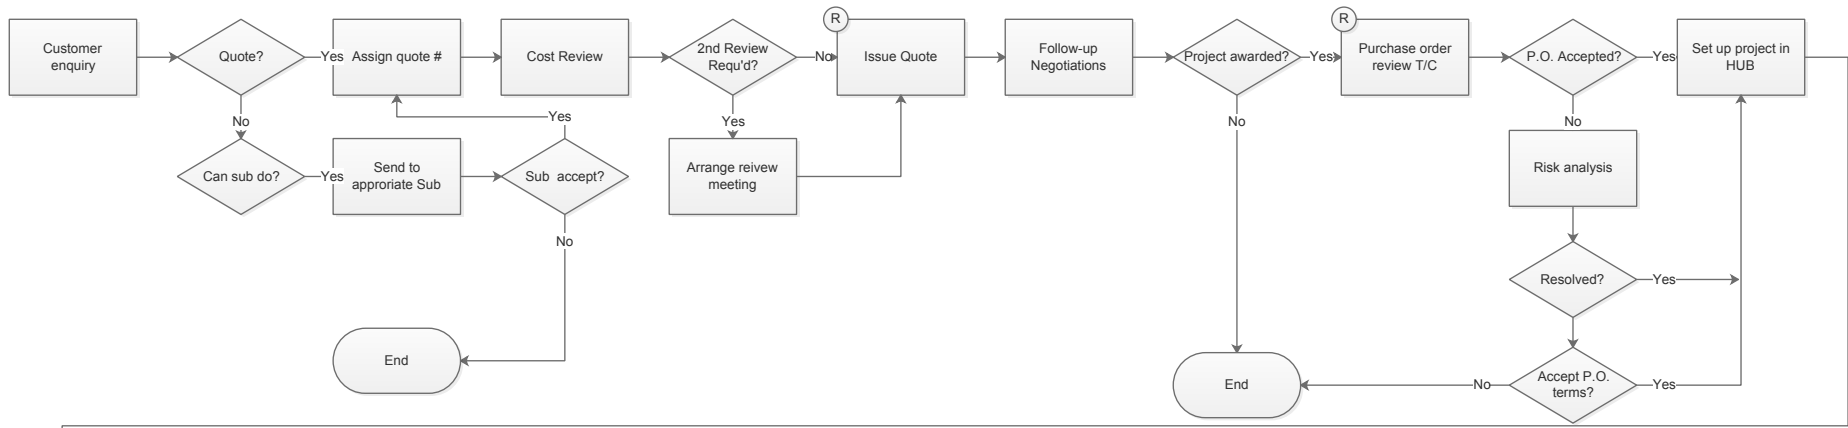 Customer
enquiry
Quote?
Yes
Assign quote #
Cost Review
2nd Review
Requ'd?
No
R
Issue Quote
Follow-up
Negotiations
Project awarded?
Yes
R
Purchase order
review T/C
P.O. Accepted?
Yes
Set up project in
HUB
No
Can sub do?
Yes
Send to
approriate Sub
Sub accept?
Yes
No
End
Yes
Arrange reivew
meeting
No
End
No
Risk analysis
Resolved?
Yes
Accept P.O.
terms?
Yes
No